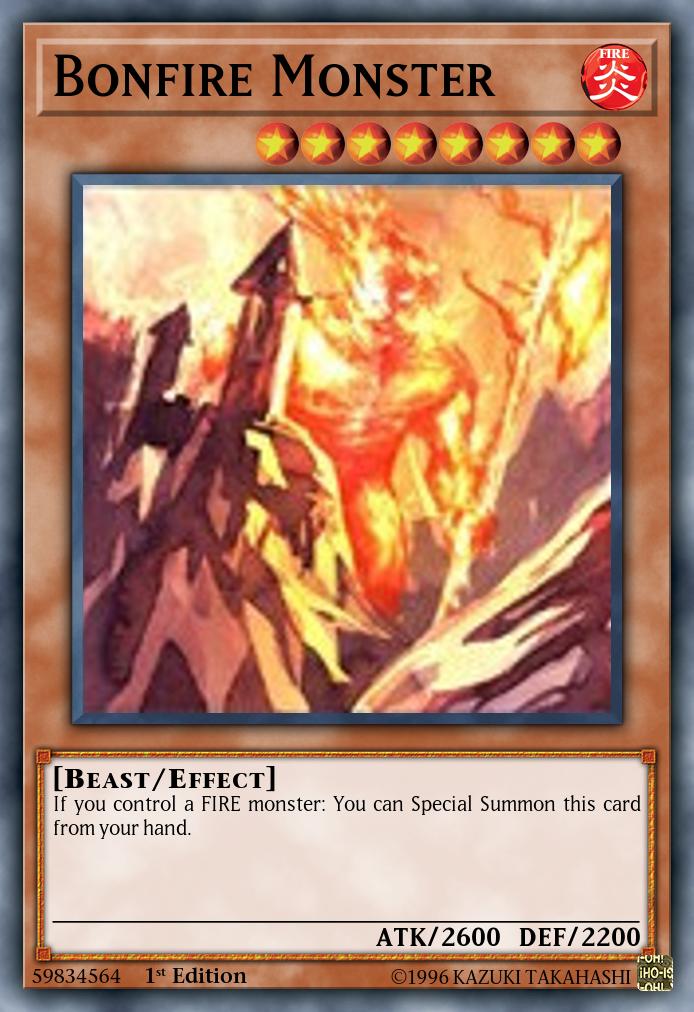 Bonfire Monster
FIRE
炎
[Beast/Effect]
If you control a FIRE monster: You can Special Summon this card
from your hand.
ATK/2600 DEF/2200
59834564 1st Edition ©1996 KAZUKI TAKAHASHI